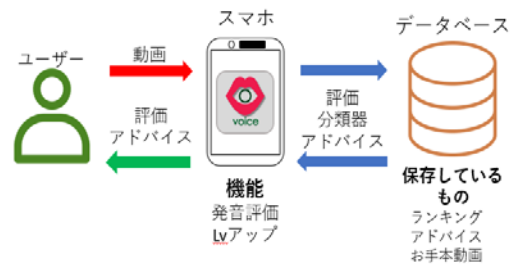 スマホ
データベース
ユーザー
動画
評価
アドバイス
voice
評価
分類器
アドバイス
機能
発音評価
Lvアップ
保存している
もの
ランキング
アドバイス
お手本動画